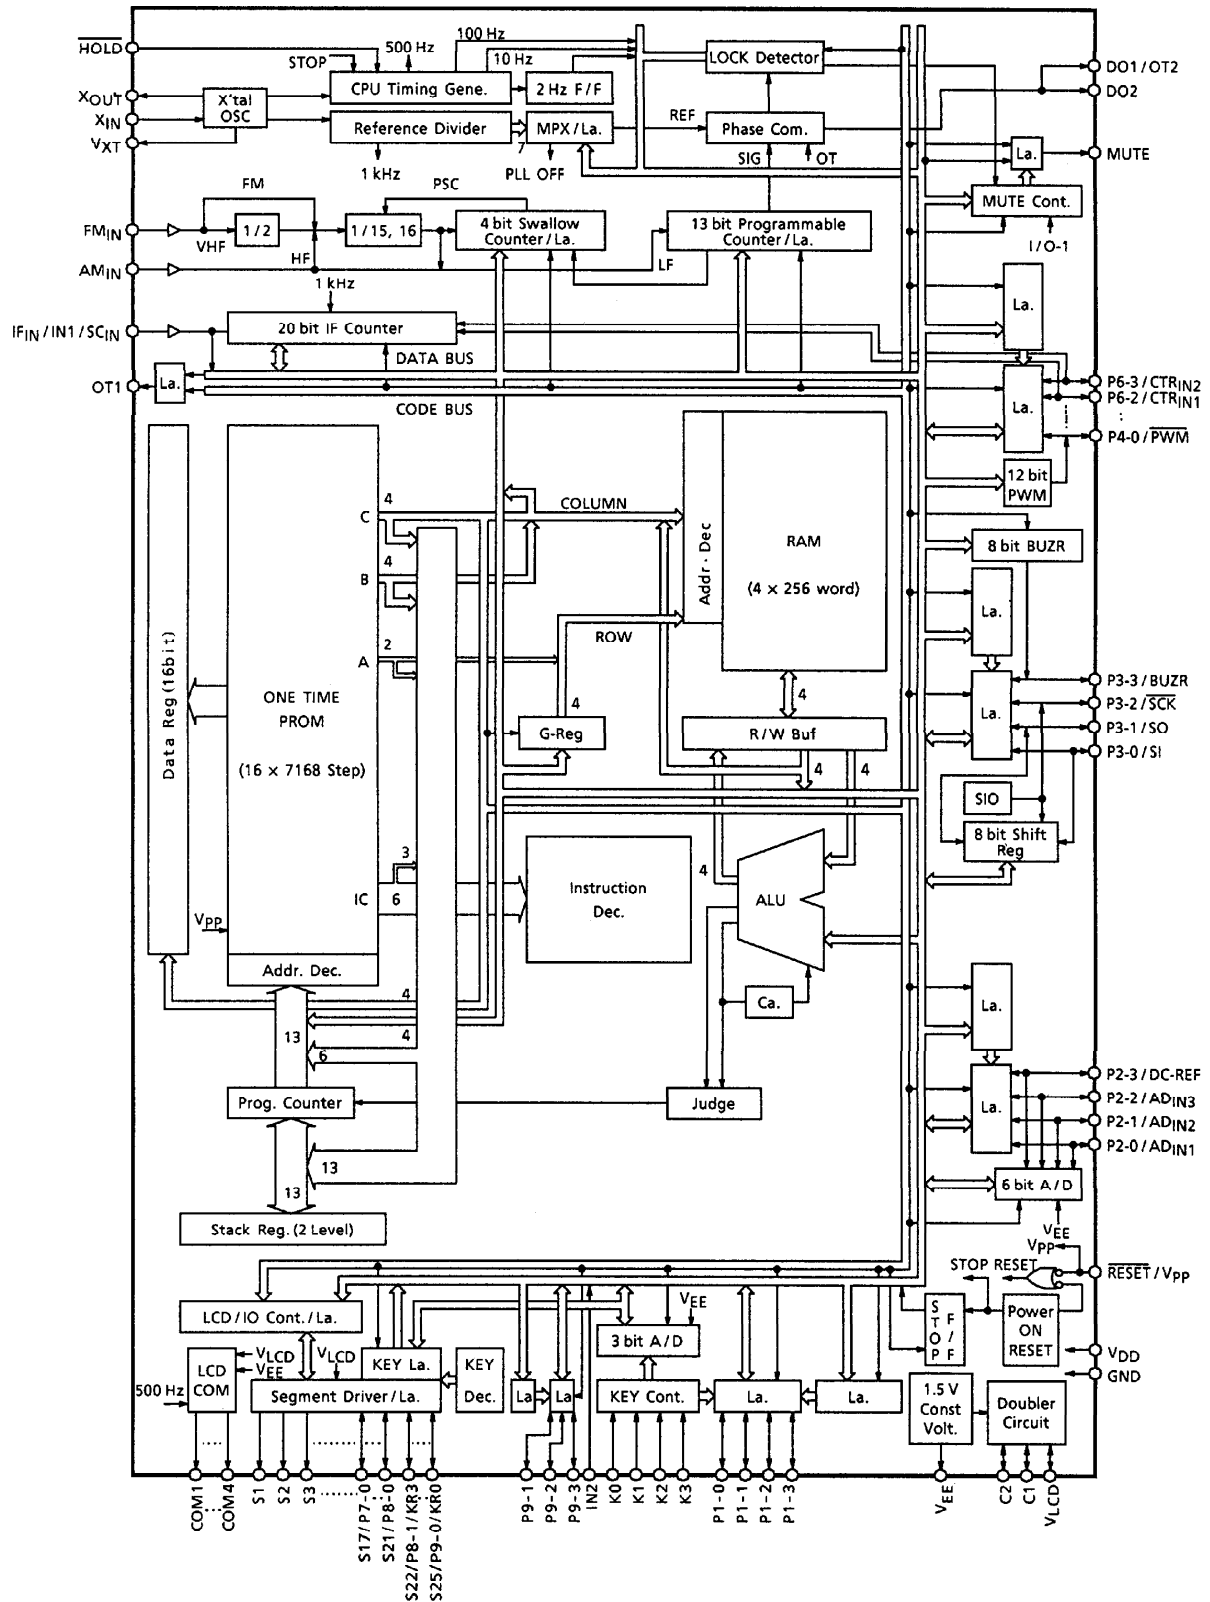 HOLD
STOP
500 Hz
100 Hz
10 Hz
CPU Timing Gene.
2 Hz F/F
LOCK Detector
DO1/OT2
DO2
XOUT
X'tal
OSC
XIN
VXT
Reference Divider
7
MPX/La.
REF
Phase Com.
1 kHz
PLL OFF
SIG
OT
La.
MUTE
MUTE Cont.
I/O-1
FM
PSC
FMIN
VHF
1/2
1/15, 16
4 bit Swallow
Counter/La.
13 bit Programmable
Counter/La.
HF
LF
AMIN
1 kHz
IFIN/IN1/SCIN
20 bit IF Counter
La.
DATA BUS
OT1
La.
CODE BUS
La.
P6-3/CTRIN2
P6-2/CTRIN1
P4-0/PWM
12 bit
PWM
Data Reg (16bit)
ONE TIME
PROM
(16 × 7168 Step)
4
C
4
B
2
A
3
IC
6
VPP
COLUMN
ROW
Addr · Dec
RAM
(4 × 256 word)
8 bit BUZR
La.
La.
P3-3/BUZR
P3-2/SCK
P3-1/SO
P3-0/SI
4
G-Reg
4
R/W Buf
4
4
SIO
8 bit Shift
Reg
Instruction
Dec.
4
ALU
Ca.
Addr. Dec.
4
13
4
6
Prog. Counter
Judge
13
13
Stack Reg. (2 Level)
La.
La.
P2-3/DC-REF
P2-2/ADIN3
P2-1/ADIN2
P2-0/ADIN1
6 bit A/D
VEE
VPP
STOP RESET
RESET/VPP
LCD/IO Cont./La.
VEE
3 bit A/D
STOP
F/F
Power
ON
RESET
VDD
GND
LCD
COM
VLCD
VEE
VLCD
500 Hz
KEY La.
Segment Driver/La.
KEY
Dec.
La
La
KEY Cont.
La.
La.
1.5 V
Const
Volt.
Doubler
Circuit
COM1
COM4
S1
S2
S3
S17/P7-0
S21/P8-0
S22/P8-1/KR3
S25/P9-0/KR0
P9-1
P9-2
P9-3
IN2
K0
K1
K2
K3
P1-0
P1-1
P1-2
P1-3
VEE
C2
C1
VLCD